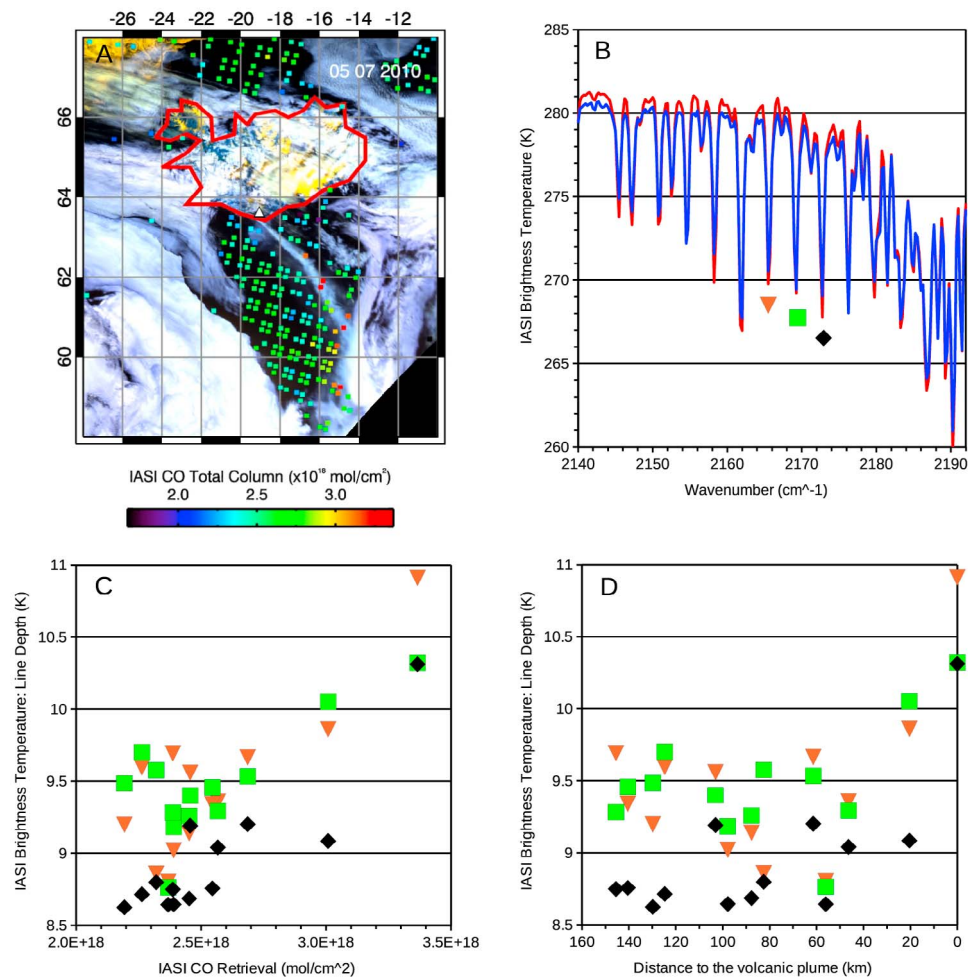 -26 -24 -22 -20 -18 -16 -14 -12
A
05 07 2010
66
64
62
60
IASI CO Total Column (x10¹⁸ mol/cm²)
2.0 2.5 3.0
B
285
280
275
270
265
260
IASI Brightness Temperature (K)
2140 2150 2160 2170 2181 2192
Wavenumber (cm^-1)
C
11
10.5
10
9.5
9
8.5
IASI Brightness Temperature: Line Depth (K)
2.0E+18 2.5E+18 3.0E+18 3.5E+18
IASI CO Retrieval (mol/cm^2)
D
11
10.5
10
9.5
9
8.5
IASI Brightness Temperature: Line Depth (K)
160 140 120 100 80 60 40 20 0
Distance to the volcanic plume (km)